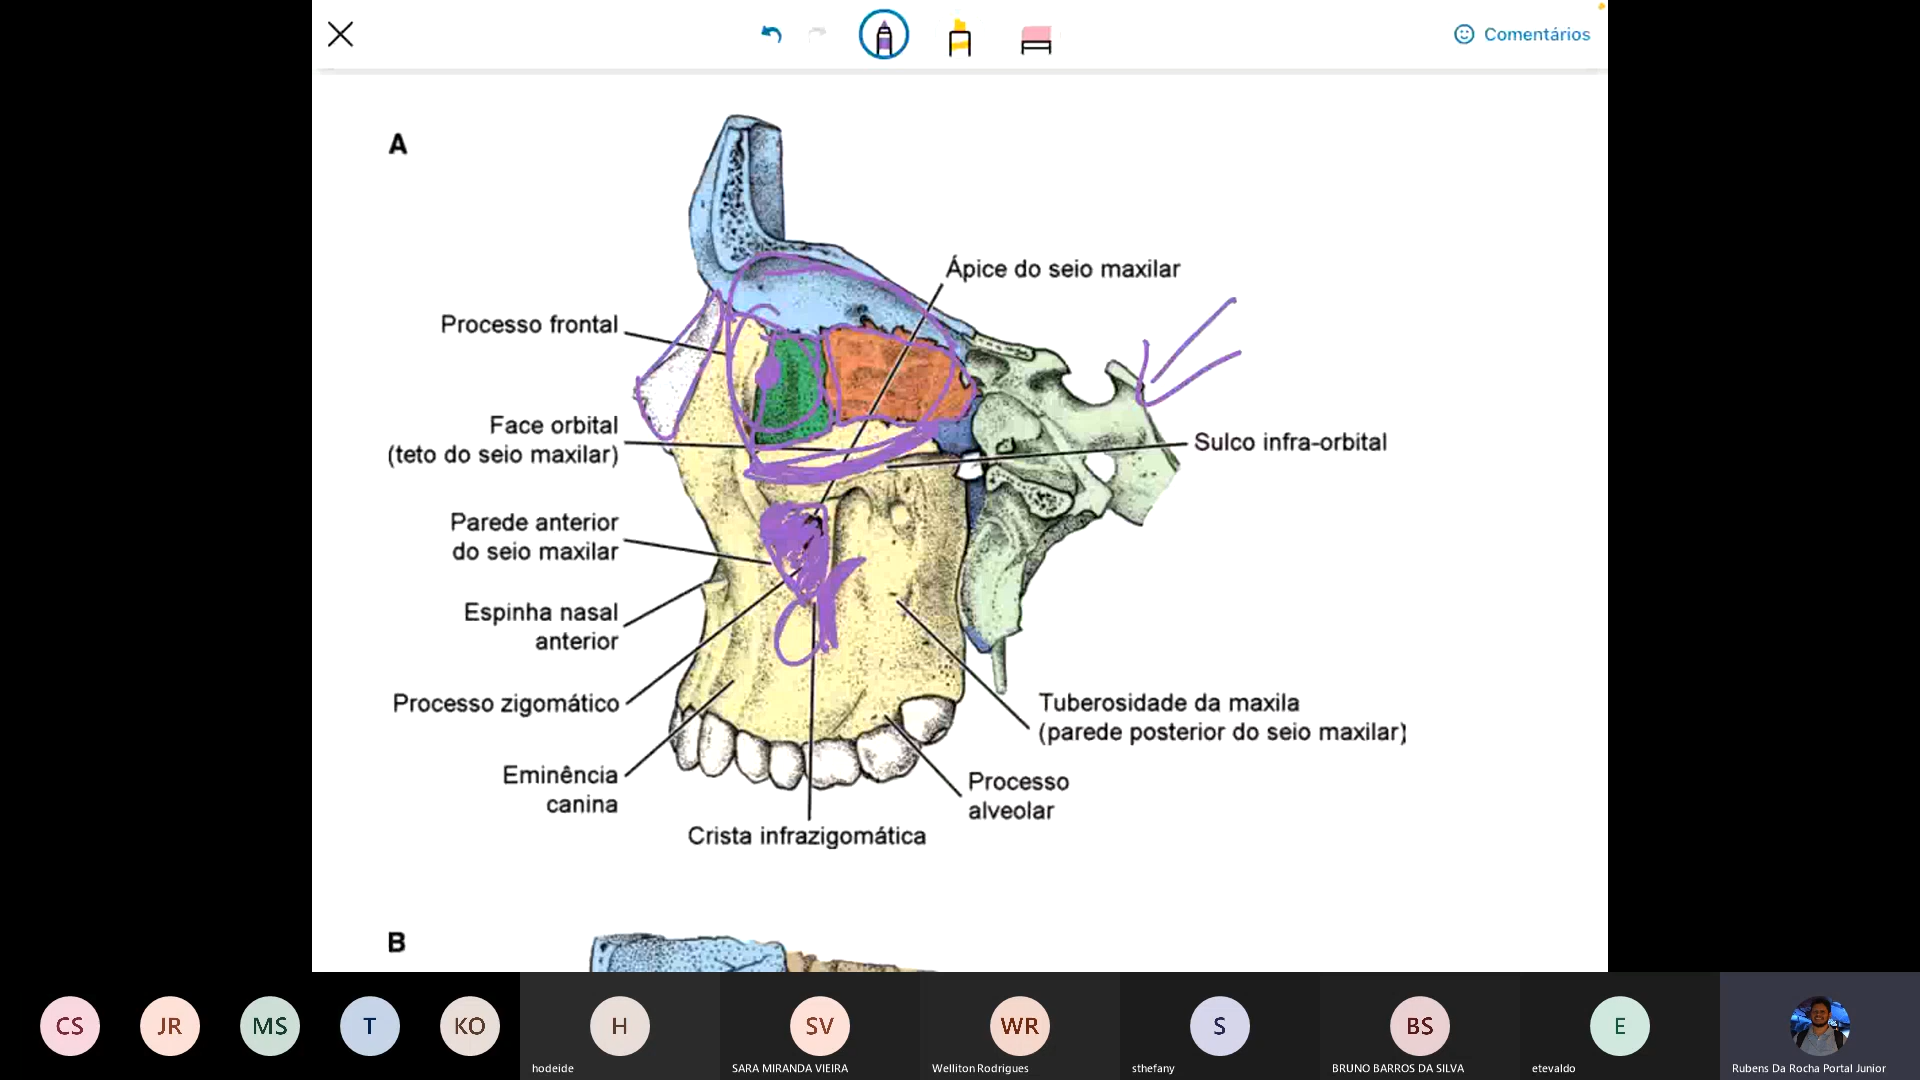 Comentários
A
Ápice do seio maxilar
Processo frontal
Face orbital
(teto do seio maxilar)
Sulco infra-orbital
Parede anterior
do seio maxilar
Espinha nasal
anterior
Processo zigomático
Tuberosidade da maxila
(parede posterior do seio maxilar)
Eminência
canina
Processo
alveolar
Crista infrazigomática
B
CS JR MS T KO H SV WR S BS E
hodeide SARA MIRANDA VIEIRA Welliton Rodrigues sthefany BRUNO BARROS DA SILVA etevaldo Rubens Da Rocha Portal Junior